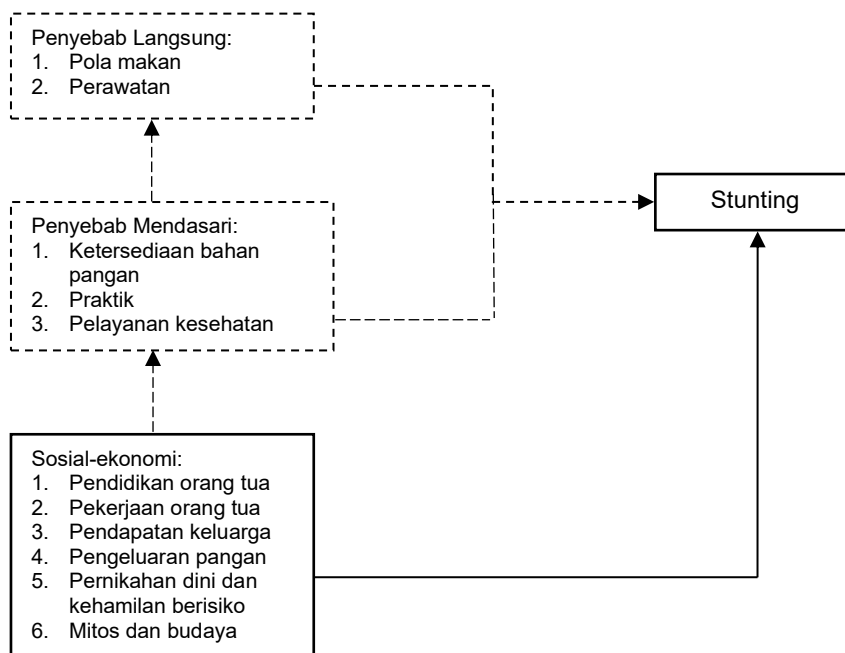 Penyebab Langsung:
1. Pola makan
2. Perawatan
Stunting
Penyebab Mendasari:
1. Ketersediaan bahan
pangan
2. Praktik
3. Pelayanan kesehatan
Sosial-ekonomi:
1. Pendidikan orang tua
2. Pekerjaan orang tua
3. Pendapatan keluarga
4. Pengeluaran pangan
5. Pernikahan dini dan
kehamilan berisiko
6. Mitos dan budaya